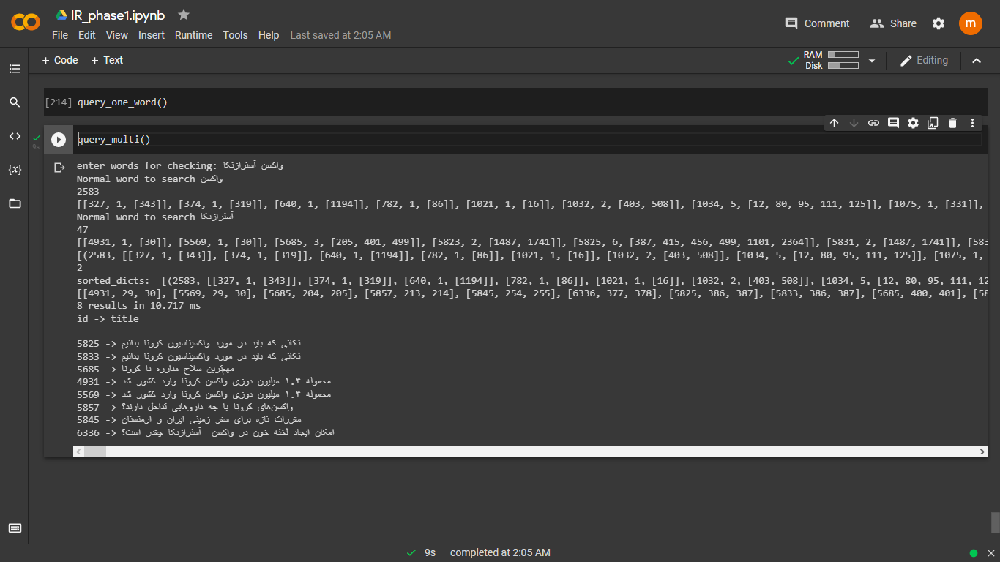 IR_phase1.ipynb
File Edit View Insert Runtime Tools Help Last saved at 2:05 AM
Comment Share m
+ Code + Text
RAM
Disk
Editing
[214] query_one_word()
{x}
9s
query_multi()
enter words for checking: واکسن آسترازنکا
Normal word to search واکسن
2583
[[327, 1, [343]], [374, 1, [319]], [640, 1, [1194]], [782, 1, [86]], [1021, 1, [16]], [1032, 2, [403, 508]], [1034, 5, [12, 80, 95, 111, 125]], [1075, 1, [331]],
Normal word to search آسترازنکا
47
[[4931, 1, [30]], [5569, 1, [30]], [5685, 3, [205, 401, 499]], [5823, 2, [1487, 1741]], [5825, 6, [387, 415, 456, 499, 1101, 2364]], [5831, 2, [1487, 1741]], [583
[(2583, [[327, 1, [343]], [374, 1, [319]], [640, 1, [1194]], [782, 1, [86]], [1021, 1, [16]], [1032, 2, [403, 508]], [1034, 5, [12, 80, 95, 111, 125]], [1075, 1,
2
sorted_dicts: [(2583, [[327, 1, [343]], [374, 1, [319]], [640, 1, [1194]], [782, 1, [86]], [1021, 1, [16]], [1032, 2, [403, 508]], [1034, 5, [12, 80, 95, 111, 12
[[4931, 29, 30], [5569, 29, 30], [5685, 204, 205], [5857, 213, 214], [5845, 254, 255], [6336, 377, 378], [5825, 386, 387], [5833, 386, 387], [5685, 400, 401], [58
8 results in 10.717 ms
id -> title
5825 -> نکاتی که باید در مورد واکسیناسیون کرونا بدانیم
5833 -> نکاتی که باید در مورد واکسیناسیون کرونا بدانیم
5685 -> مهم‌ترین سلاح مبارزه با کرونا
4931 -> محموله ۱.۴ میلیون دوزی واکسن کرونا وارد کشور شد
5569 -> محموله ۱.۴ میلیون دوزی واکسن کرونا وارد کشور شد
5857 -> واکسن‌های کرونا با چه داروهایی تداخل دارند؟
5845 -> مقررات تازه برای سفر زمینی ایران و ارمنستان
6336 -> امکان ایجاد لخته خون در واکسن آسترازنکا چقدر است؟
9s completed at 2:05 AM